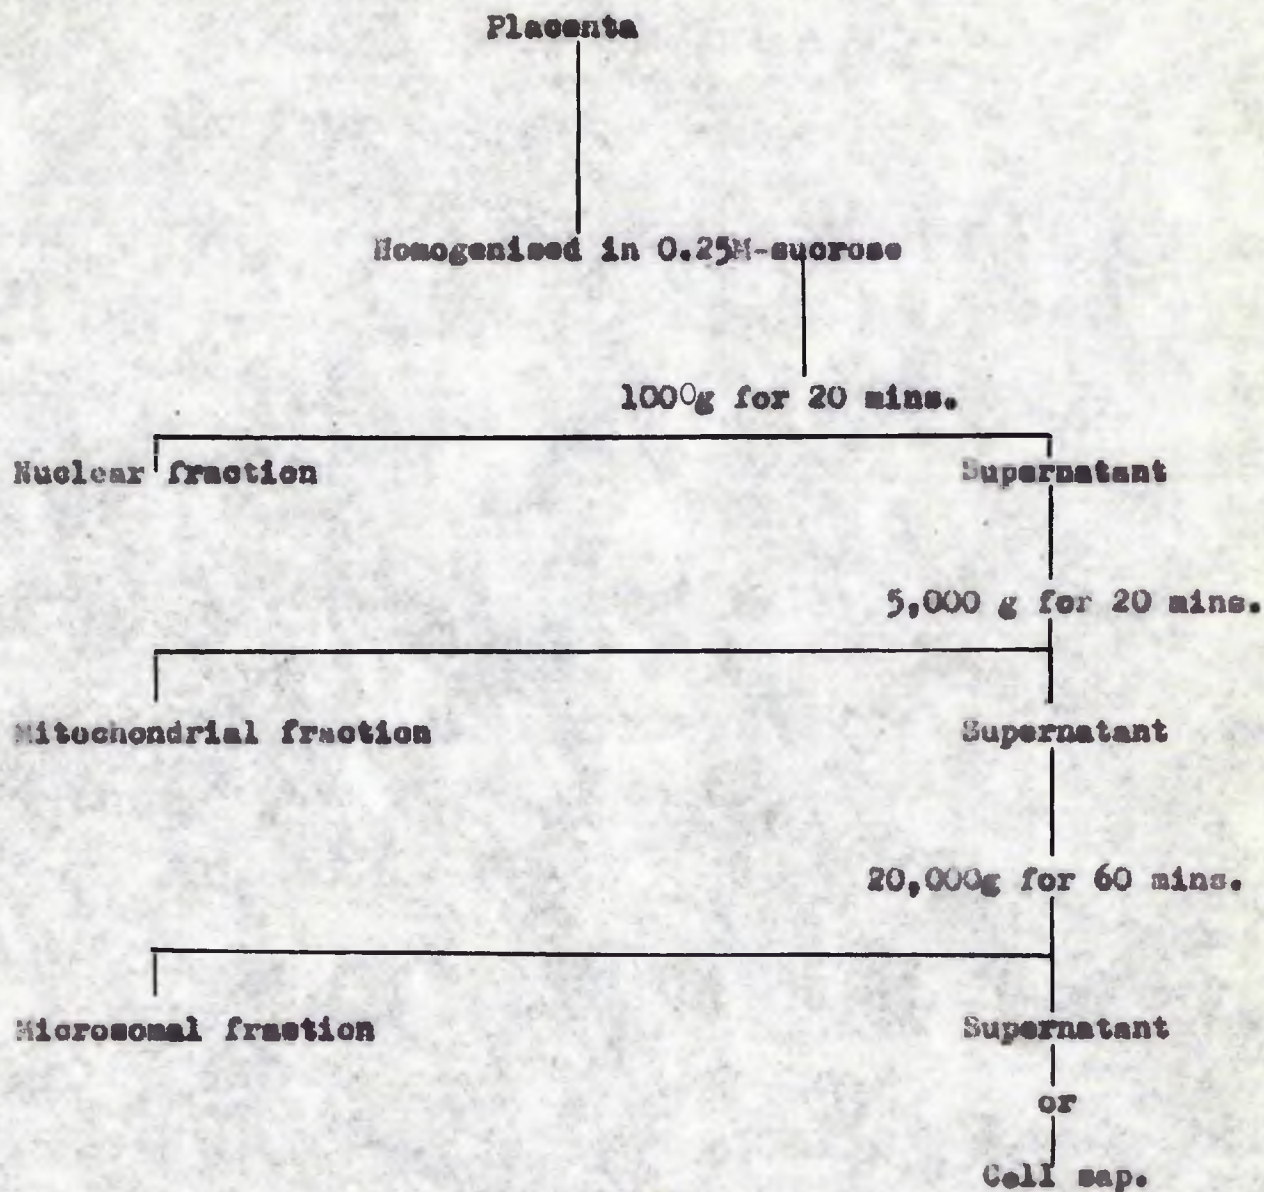 Placenta
Homogenised in 0.25M-sucrose
1000g for 20 mins.
Nuclear fraction Supernatant
5,000 g for 20 mins.
Mitochondrial fraction Supernatant
20,000g for 60 mins.
Microsomal fraction Supernatant
or
Cell sap.